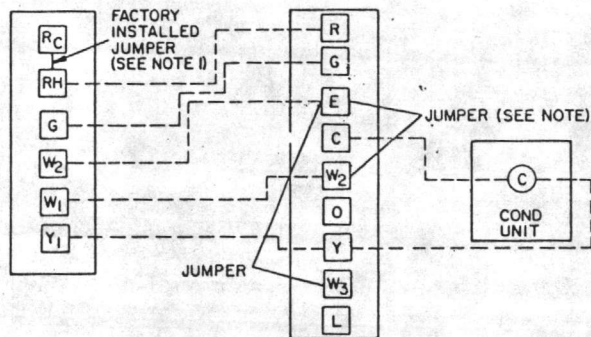 FACTORY
INSTALLED
JUMPER
(SEE NOTE 1)
RC
RH
G
W2
W1
Y1
R
G
E
C
W2
O
Y
W3
L
JUMPER (SEE NOTE)
JUMPER
C
COND
UNIT